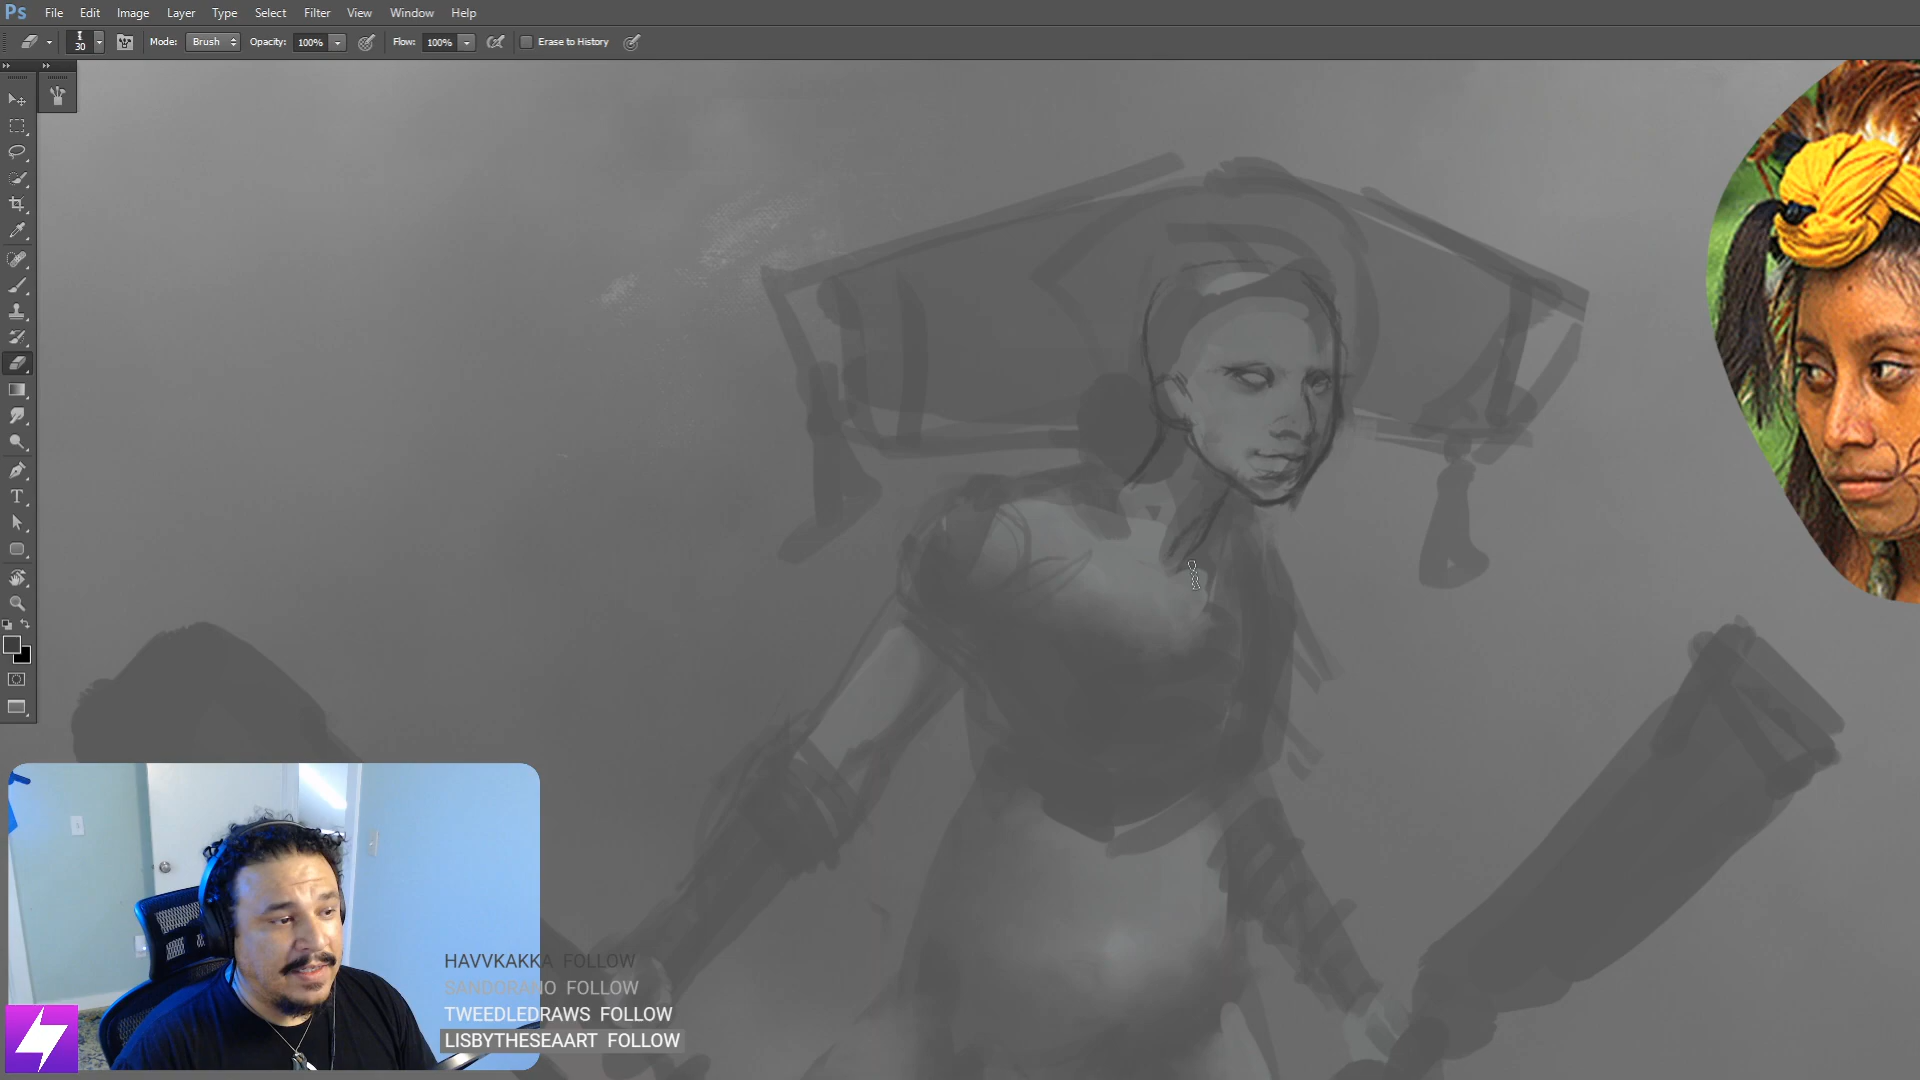 Ps File Edit Image Layer Type Select Filter View Window Help
30 Mode: Brush Opacity: 100% Flow: 100% Erase to History
T
HAVVKAKKA FOLLOW
SANDORANO FOLLOW
TWEEDLEDRAWS FOLLOW
LISBYTHESEAART FOLLOW